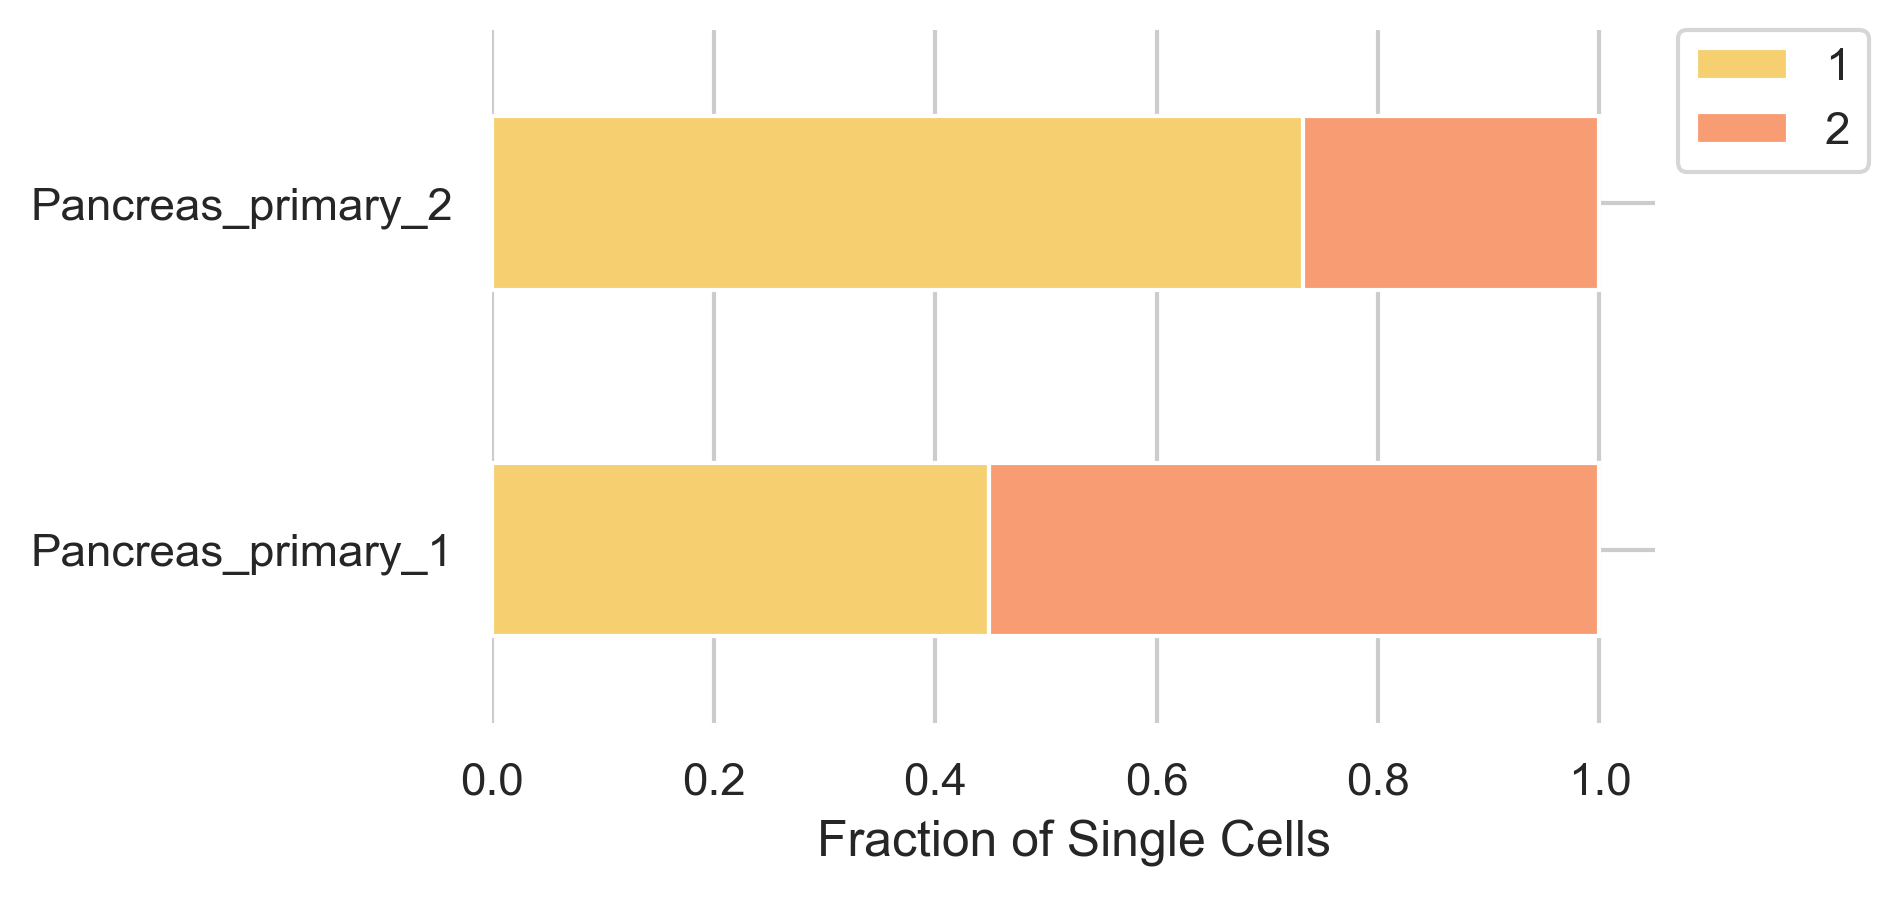 1
2
Pancreas_primary_2
Pancreas_primary_1
0.0 0.2 0.4 0.6 0.8 1.0
Fraction of Single Cells